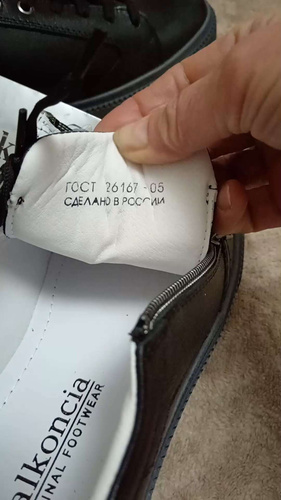 ГОСТ 26167-05
СДЕЛАНО В РОССИИ
alkoncia
INAL FOOTWEAR